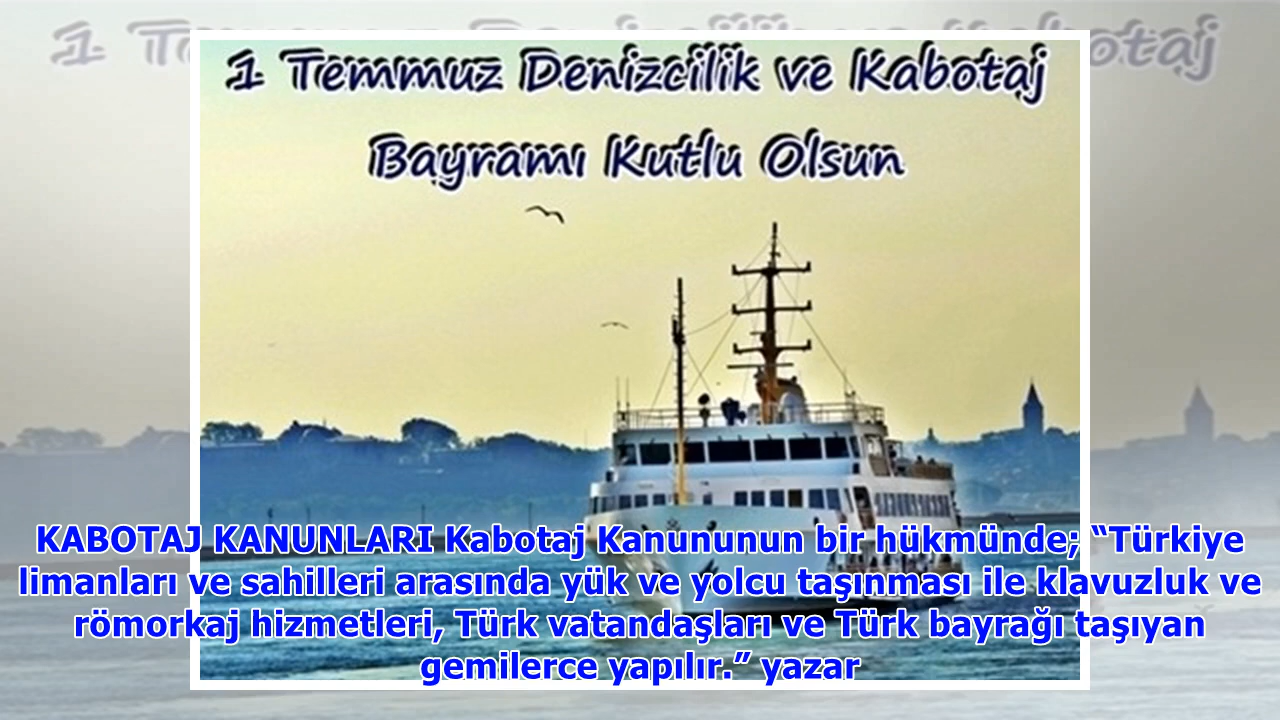 1 Temmuz Denizcilik ve Kabotaj
Bayramı Kutlu Olsun
KABOTAJ KANUNLARI Kabotaj Kanununun bir hükmünde; “Türkiye
limanları ve sahilleri arasında yük ve yolcu taşınması ile klavuzluk ve
römorkaj hizmetleri, Türk vatandaşları ve Türk bayrağı taşıyan
gemilerce yapılır.” yazar